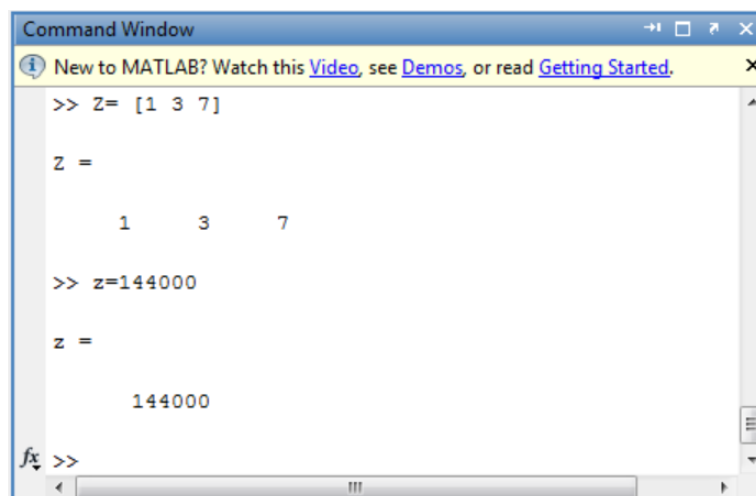 Command Window
New to MATLAB? Watch this Video, see Demos, or read Getting Started.
>> Z= [1 3 7]
Z =
1 3 7
>> z=144000
z =
144000
fx >>